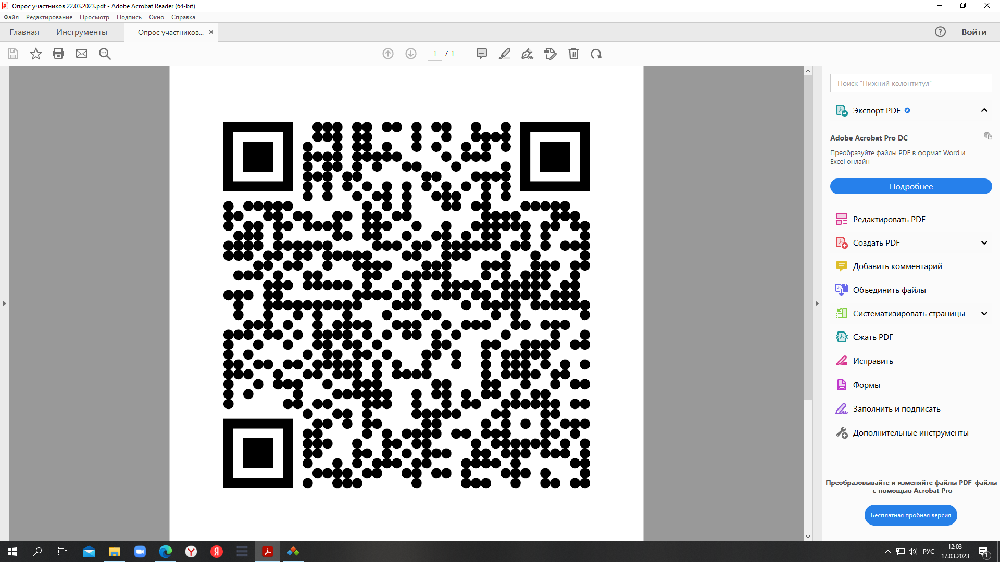 Опрос участников 22.03.2023.pdf - Adobe Acrobat Reader (64-bit)
Файл Редактирование Просмотр Подпись Окно Справка
Главная Инструменты Опрос участников... × ? Войти
1 / 1
Поиск "Нижний колонтитул"
Экспорт PDF
Adobe Acrobat Pro DC
Преобразуйте файлы PDF в формат Word и
Excel онлайн
Подробнее
Редактировать PDF
Создать PDF
Добавить комментарий
Объединить файлы
Систематизировать страницы
Сжать PDF
Исправить
Формы
Заполнить и подписать
Дополнительные инструменты
Преобразовывайте и изменяйте файлы PDF-файлы
с помощью Acrobat Pro
Бесплатная пробная версия
Я
РУС
12:03
17.03.2023
1